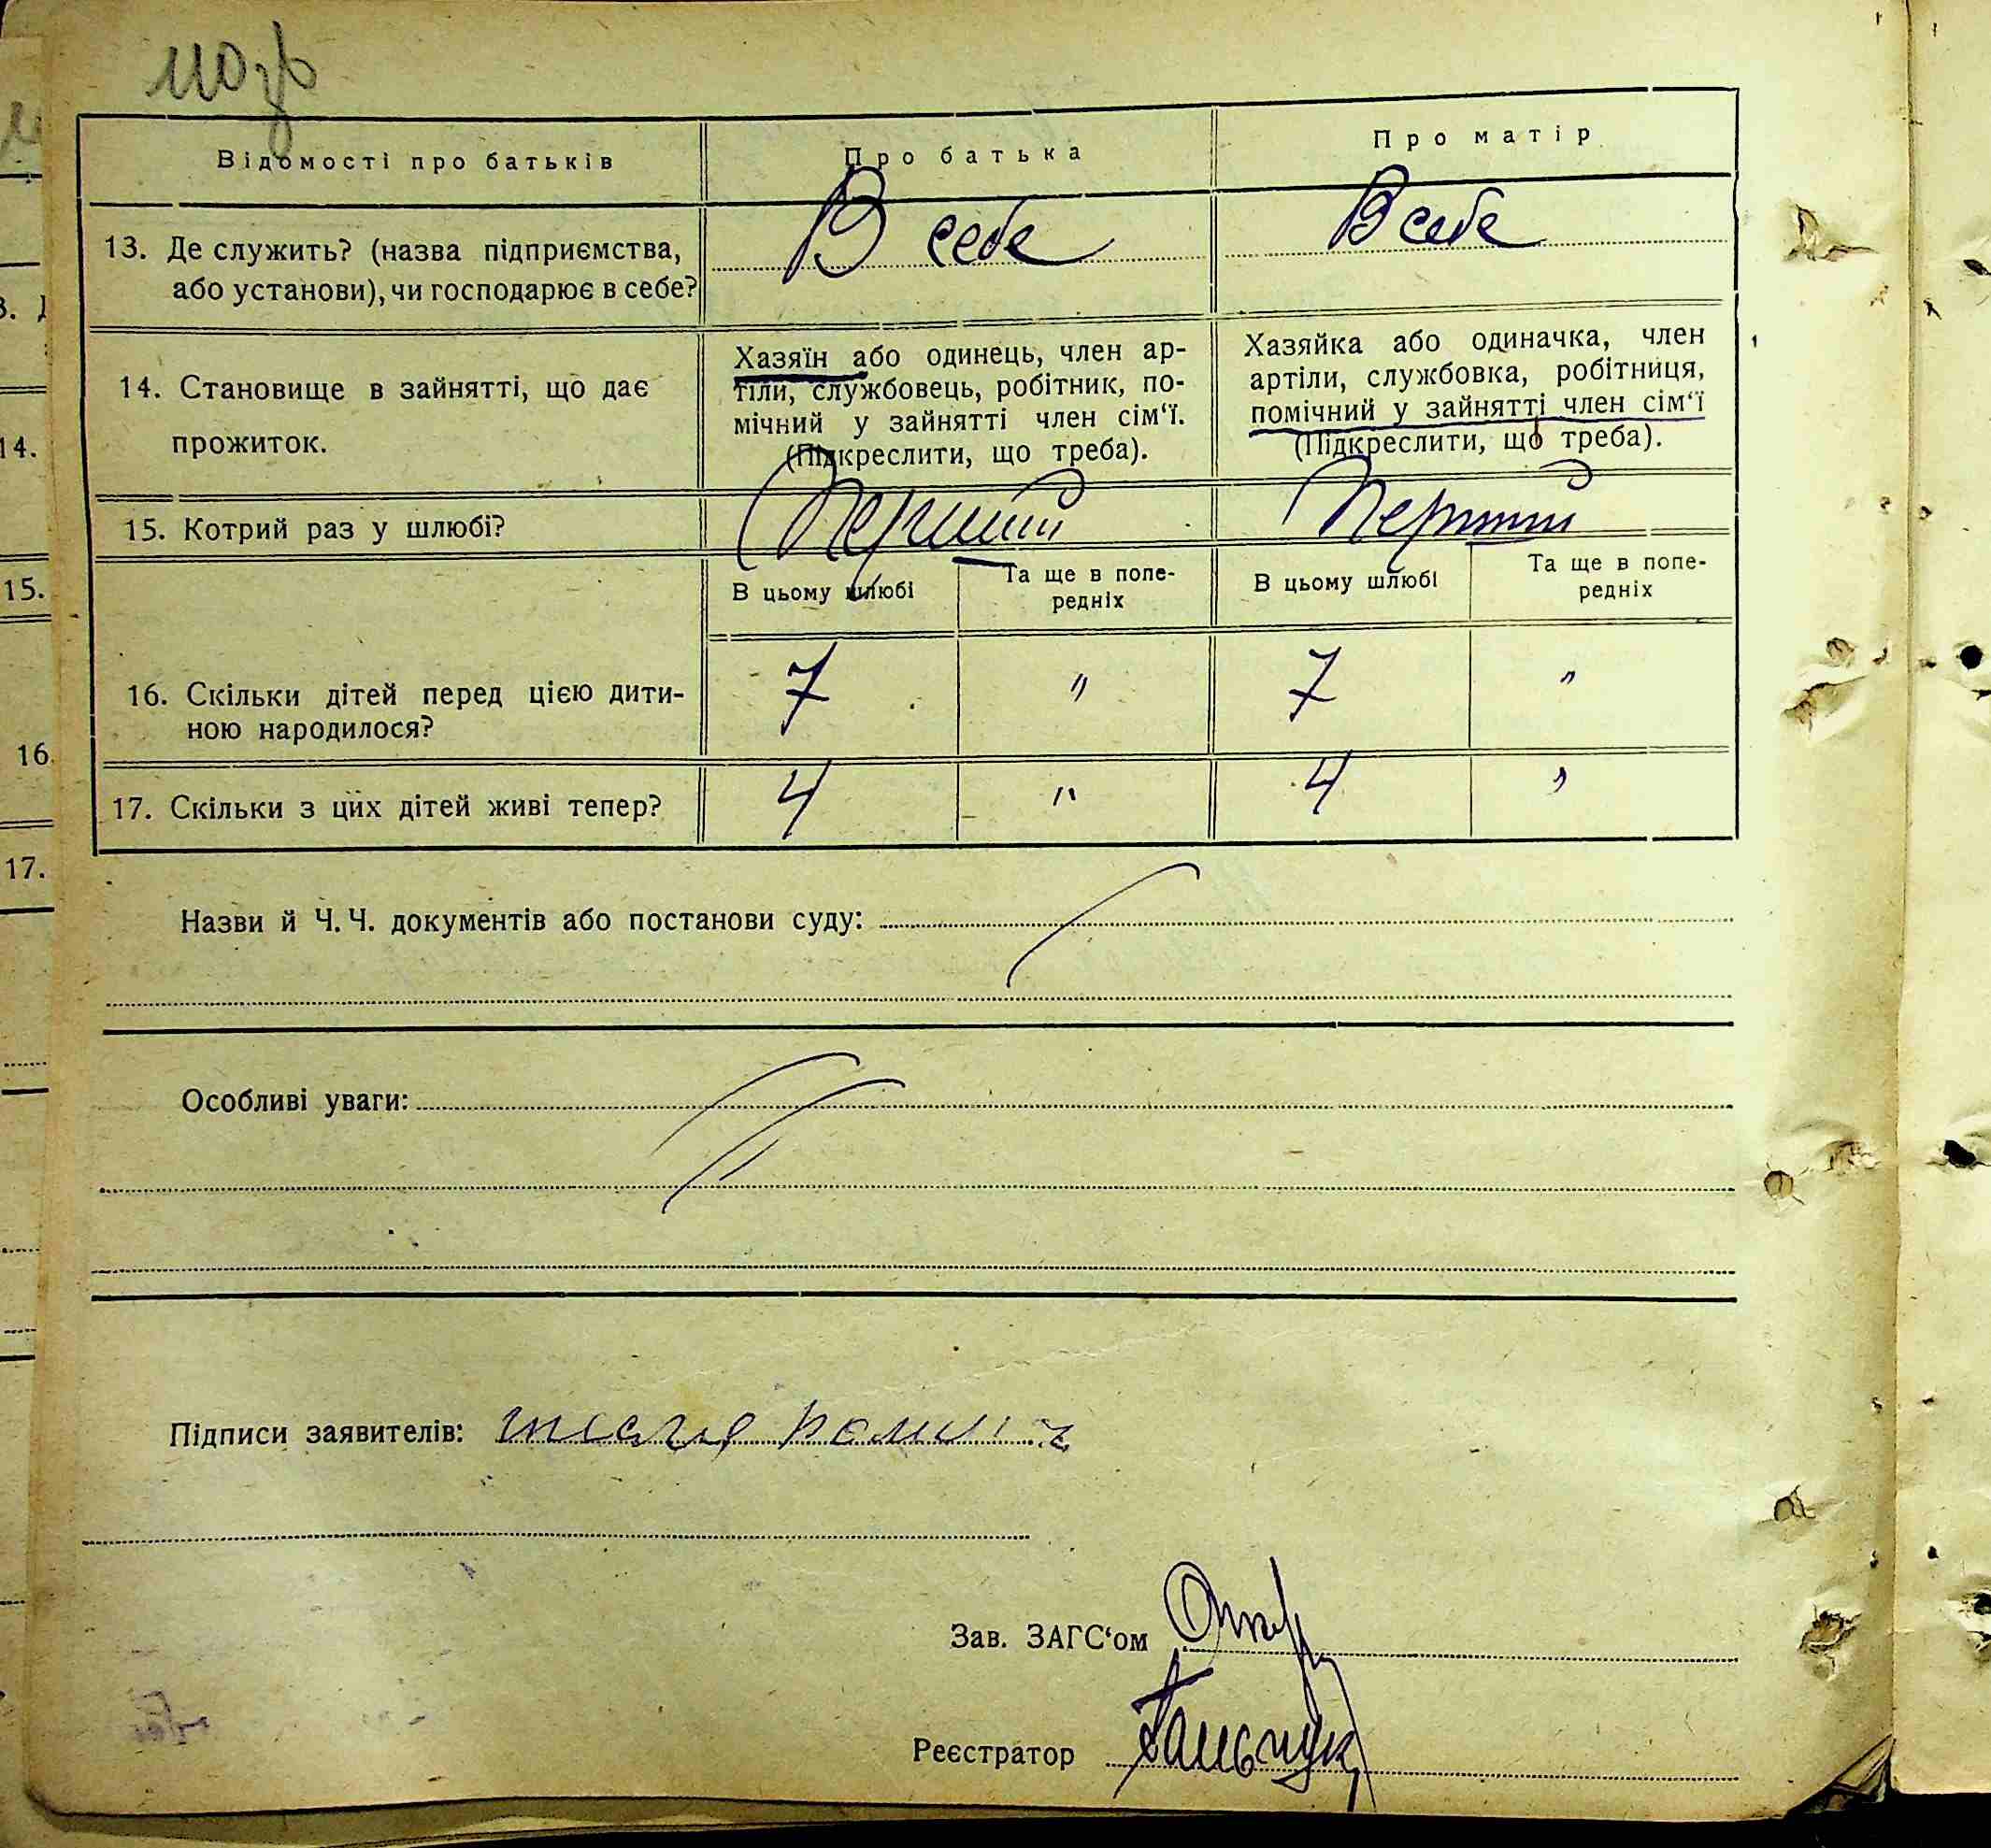 Відомості про батьків
Про батька
Про матір
13. Де служить? (назва підприємства,
або установи), чи господарює в себе?
В себе
В себе
14. Становище в зайнятті, що дає
прожиток.
Хазяїн або одинець, член ар-
тіли, службовець, робітник, по-
мічний у зайнятті член сім‘ї.
(Підкреслити, що треба).
Хазяйка або одиначка, член
артіли, службовка, робітниця,
помічний у зайнятті член сім‘ї
(Підкреслити, що треба).
15. Котрий раз у шлюбі?
Перший
Перший
В цьому шлюбі
Та ще в попе-
редніх
В цьому шлюбі
Та ще в попе-
редніх
16. Скільки дітей перед цією дити-
ною народилося?
7 " 7 "
17. Скільки з цих дітей живі тепер?
4 " 4 "
Назви й Ч. Ч. документів або постанови суду:
Особливі уваги:
Підписи заявителів:
Зав. ЗАГС‘ом
Реєстратор
14.
15.
16.
17.